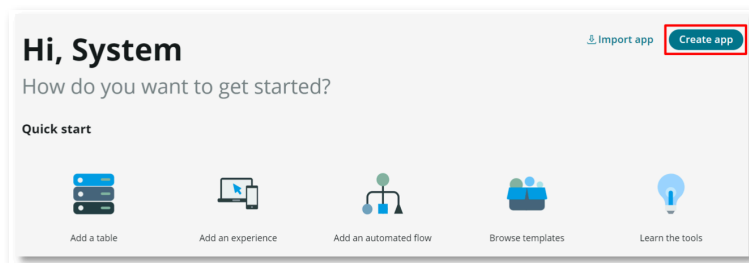 Hi, System
Import app
Create app
How do you want to get started?
Quick start
Add a table
Add an experience
Add an automated flow
Browse templates
Learn the tools